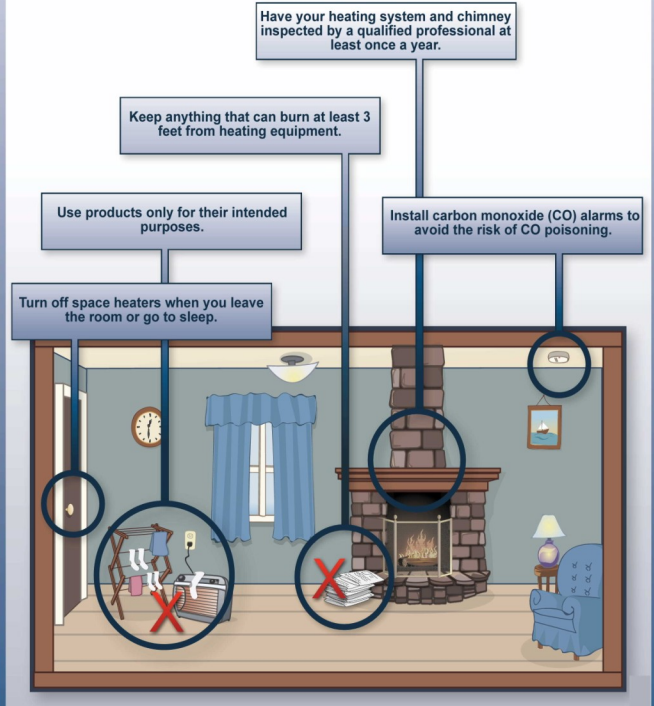 Have your heating system and chimney
inspected by a qualified professional at
least once a year.
Keep anything that can burn at least 3
feet from heating equipment.
Use products only for their intended
purposes.
Install carbon monoxide (CO) alarms to
avoid the risk of CO poisoning.
Turn off space heaters when you leave
the room or go to sleep.